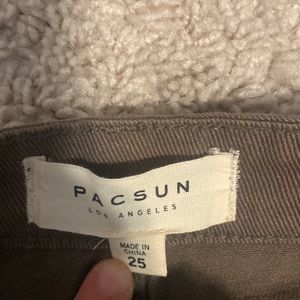 PACSUN
LOS ANGELES
MADE IN
CHINA
25